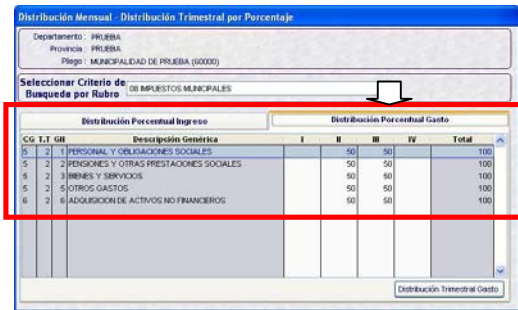 Distribución Mensual - Distribución Trimestral por Porcentaje
Departamento : PRUEBA
Provincia : PRUEBA
Pliego : MUNICIPALIDAD DE PRUEBA (60000)
Seleccionar Criterio de Busqueda por Rubro 08 IMPUESTOS MUNICIPALES
Distribución Porcentual Ingreso Distribución Porcentual Gasto
CG T.T GN Descripción Genérica I II III IV Total
5 2 1 PERSONAL Y OBLIGACIONES SOCIALES 50 50 100
5 2 2 PENSIONES Y OTRAS PRESTACIONES SOCIALES 50 50 100
5 2 3 BIENES Y SERVICIOS 50 50 100
5 2 5 OTROS GASTOS 50 50 100
6 2 6 ADQUISICION DE ACTIVOS NO FINANCIEROS 50 50 100
Distribución Trimestral Gasto